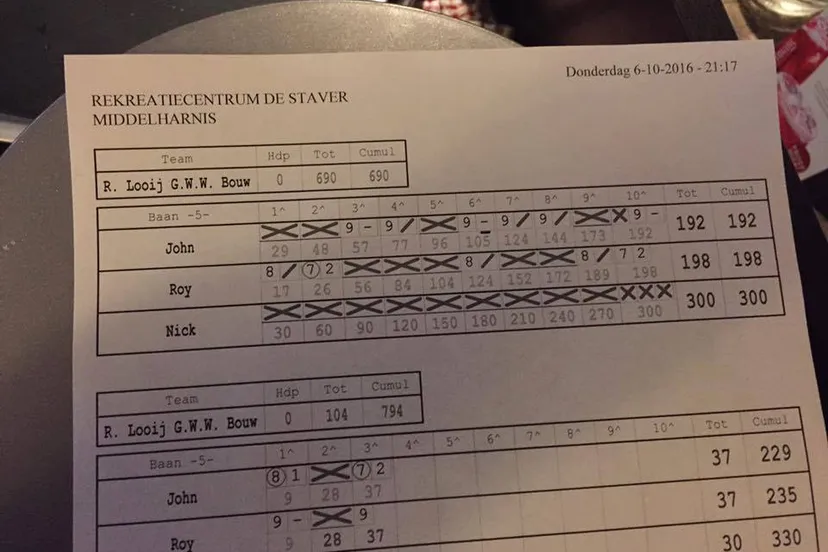 Donderdag 6-10-2016 - 21:17
REKREATIECENTRUM DE STAVER
MIDDELHARNIS
Team Hdp Tot Cumul
R. Looij G.W.W. Bouw 0 690 690
Baan -5- 1^ 2^ 3^ 4^ 5^ 6^ 7^ 8^ 9^ 10^ Tot Cumul
X X 9 - 9 / X 9 - 9 / 9 / X X 9 -
John 29 48 57 77 96 105 124 144 173 192 192 192
8 / 7 2 X X X 8 / X X 8 / 7 2
Roy 17 26 56 84 104 124 152 172 189 198 198 198
X X X X X X X X X X X X
Nick 30 60 90 120 150 180 210 240 270 300 300 300
Team Hdp Tot Cumul
R. Looij G.W.W. Bouw 0 104 794
Baan -5- 1^ 2^ 3^ 4^ 5^ 6^ 7^ 8^ 9^ 10^ Tot Cumul
8 1 X 7 2
John 9 28 37 37 229
9 - X 9
Roy 9 28 37 37 235
30 330